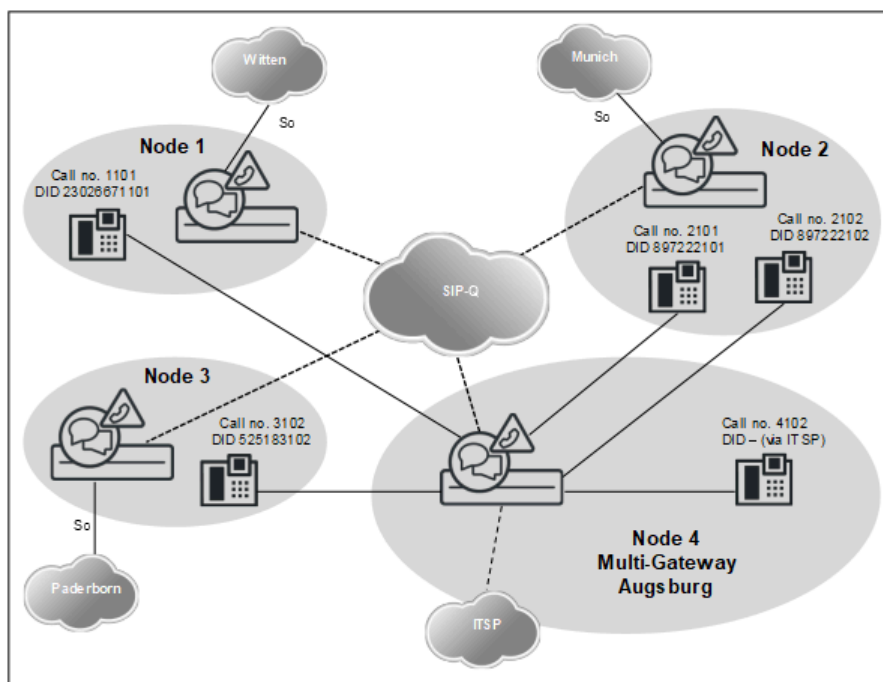 Witten
Munich
So
So
Node 1
Call no. 1101
DID 23026671101
Node 2
Call no. 2101
DID 897222101
Call no. 2102
DID 897222102
SIP-Q
Node 3
Call no. 3102
DID 525183102
Call no. 4102
DID – (via ITSP)
So
Paderborn
Node 4
Multi-Gateway
Augsburg
ITSP